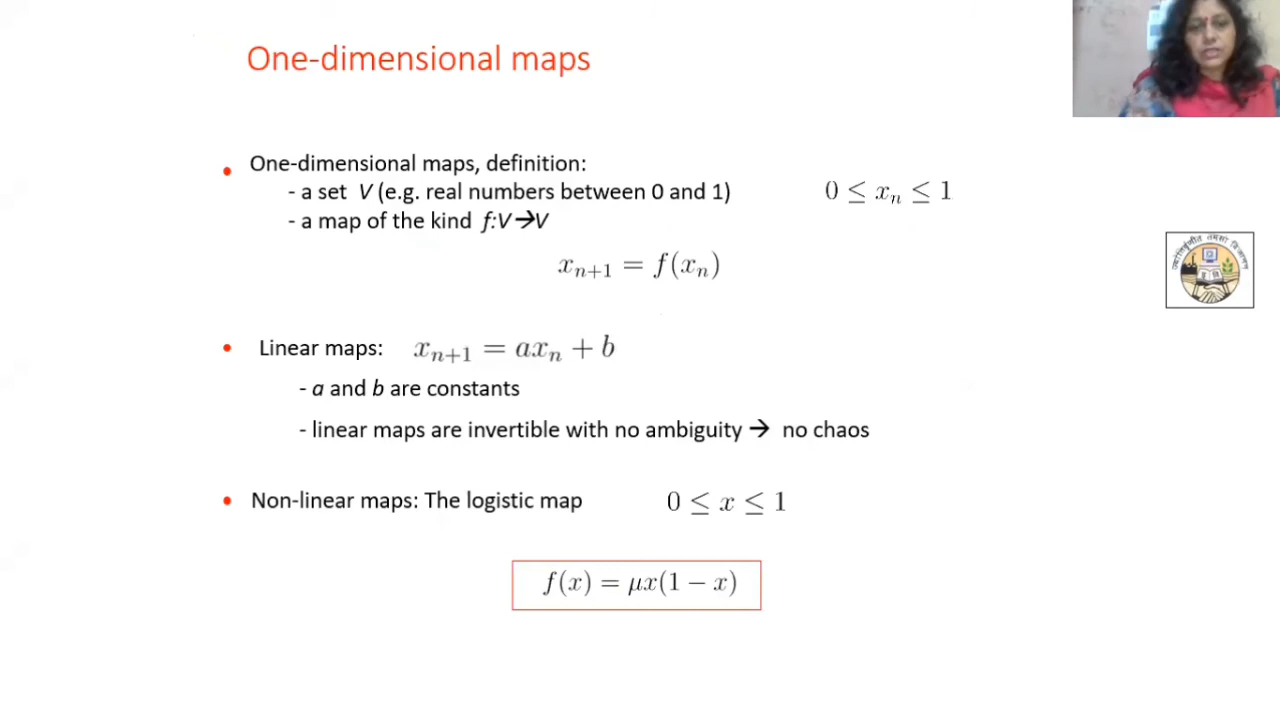 One-dimensional maps
One-dimensional maps, definition:
- a set V (e.g. real numbers between 0 and 1) 0 ≤ xₙ ≤ 1
- a map of the kind f:V→V
xₙ₊₁ = f(xₙ)
Linear maps: xₙ₊₁ = axₙ + b
- a and b are constants
- linear maps are invertible with no ambiguity → no chaos
Non-linear maps: The logistic map 0 ≤ x ≤ 1
f(x) = μx(1 − x)